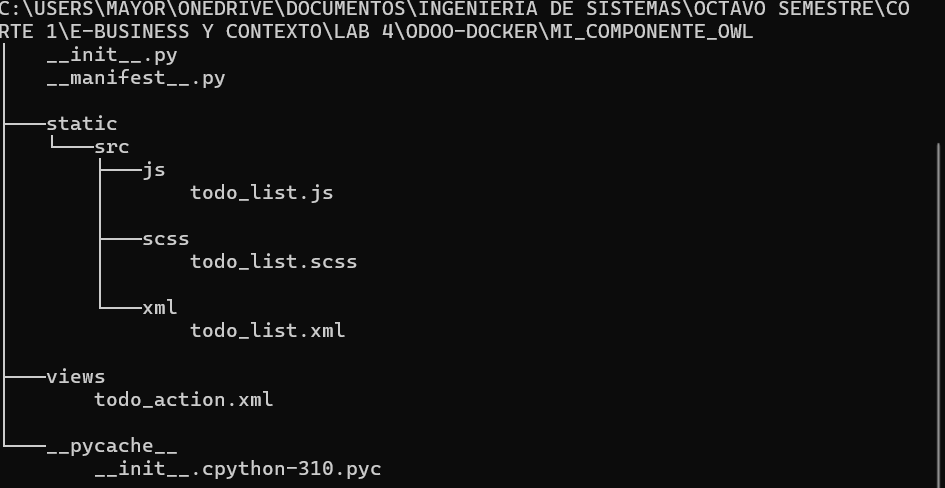 C:\USERS\MAYOR\ONEDRIVE\DOCUMENTOS\INGENIERIA DE SISTEMAS\OCTAVO SEMESTRE\CO
RTE 1\E-BUSINESS Y CONTEXTO\LAB 4\ODOO-DOCKER\MI_COMPONENTE_OWL
__init__.py
__manifest__.py
static
src
js
todo_list.js
scss
todo_list.scss
xml
todo_list.xml
views
todo_action.xml
__pycache__
__init__.cpython-310.pyc